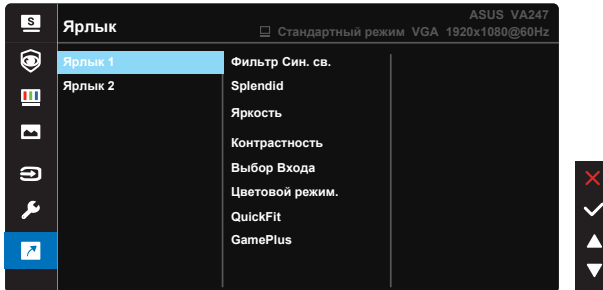 S
Ярлык
ASUS VA247
Стандартный режим VGA 1920x1080@60Hz
Ярлык 1
Ярлык 2
Фильтр Син. св.
Splendid
Яркость
Контрастность
Выбор Входа
Цветовой режим.
QuickFit
GamePlus